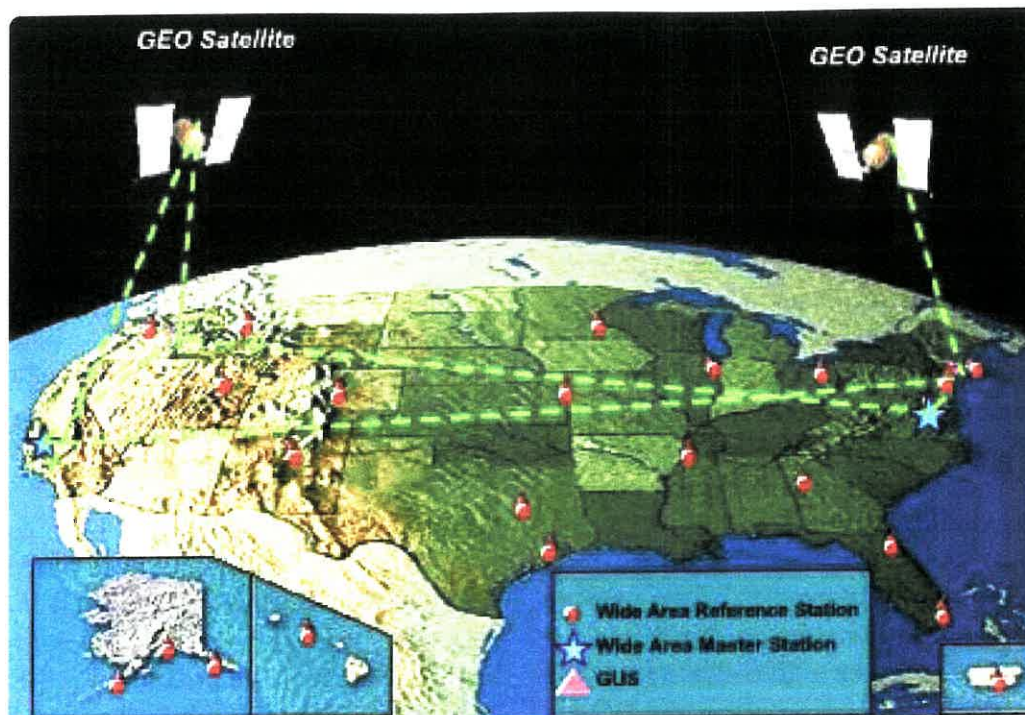 GEO Satellite
GEO Satellite
Wide Area Reference Station
Wide Area Master Station
GUS